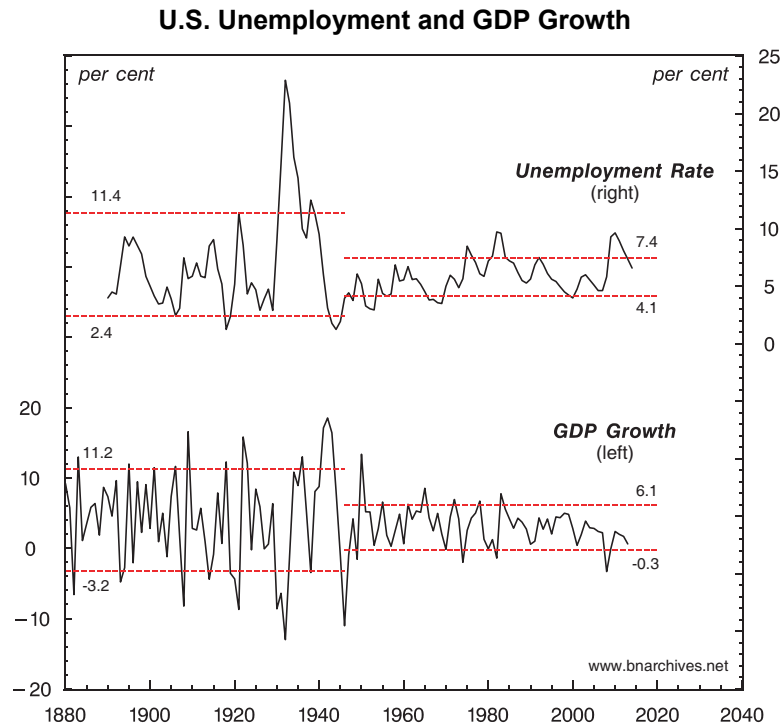 U.S. Unemployment and GDP Growth
per cent
per cent
25
20
15
10
5
0
Unemployment Rate
(right)
11.4
7.4
4.1
2.4
20
10
0
−10
−20
GDP Growth
(left)
11.2
6.1
-0.3
-3.2
www.bnarchives.net
1880 1900 1920 1940 1960 1980 2000 2020 2040